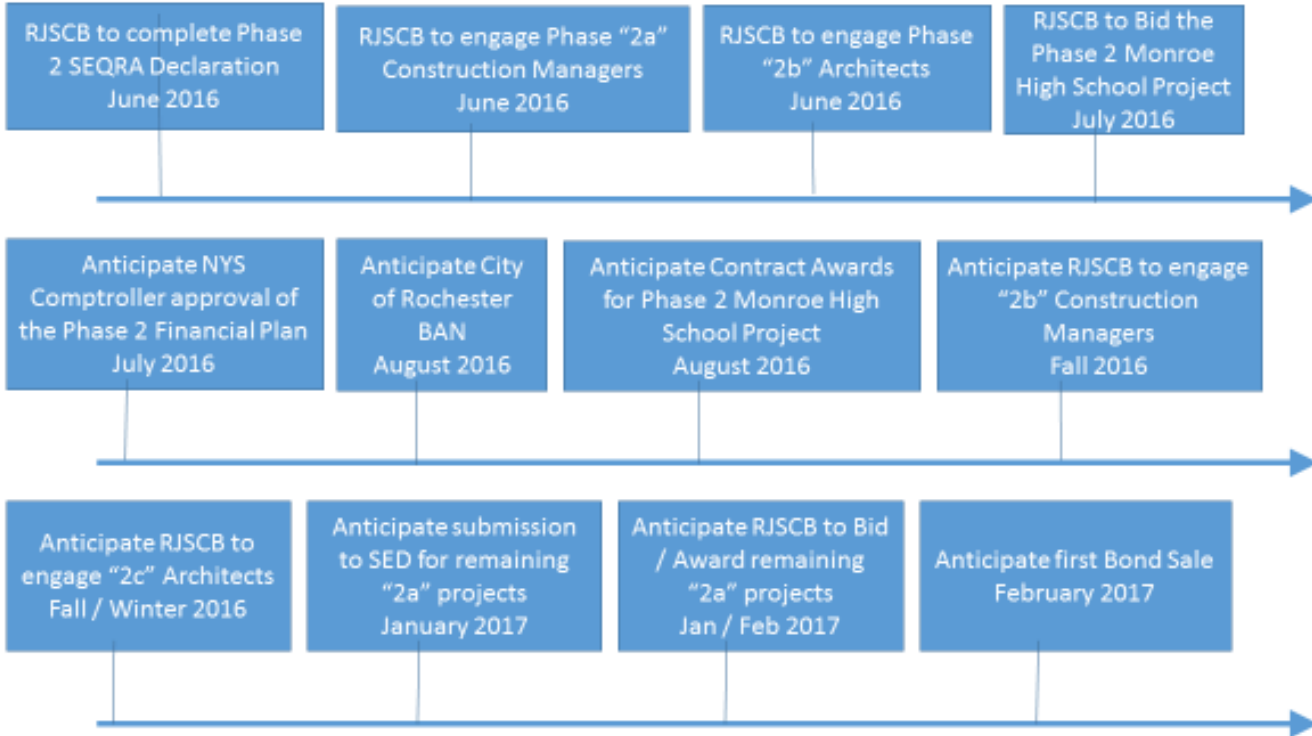 RJSCB to complete Phase
2 SEQRA Declaration
June 2016
RJSCB to engage Phase “2a”
Construction Managers
June 2016
RJSCB to engage Phase
“2b” Architects
June 2016
RJSCB to Bid the
Phase 2 Monroe
High School Project
July 2016
Anticipate NYS
Comptroller approval of
the Phase 2 Financial Plan
July 2016
Anticipate City
of Rochester
BAN
August 2016
Anticipate Contract Awards
for Phase 2 Monroe High
School Project
August 2016
Anticipate RJSCB to engage
“2b” Construction
Managers
Fall 2016
Anticipate RJSCB to
engage “2c” Architects
Fall / Winter 2016
Anticipate submission
to SED for remaining
“2a” projects
January 2017
Anticipate RJSCB to Bid
/ Award remaining
“2a” projects
Jan / Feb 2017
Anticipate first Bond Sale
February 2017